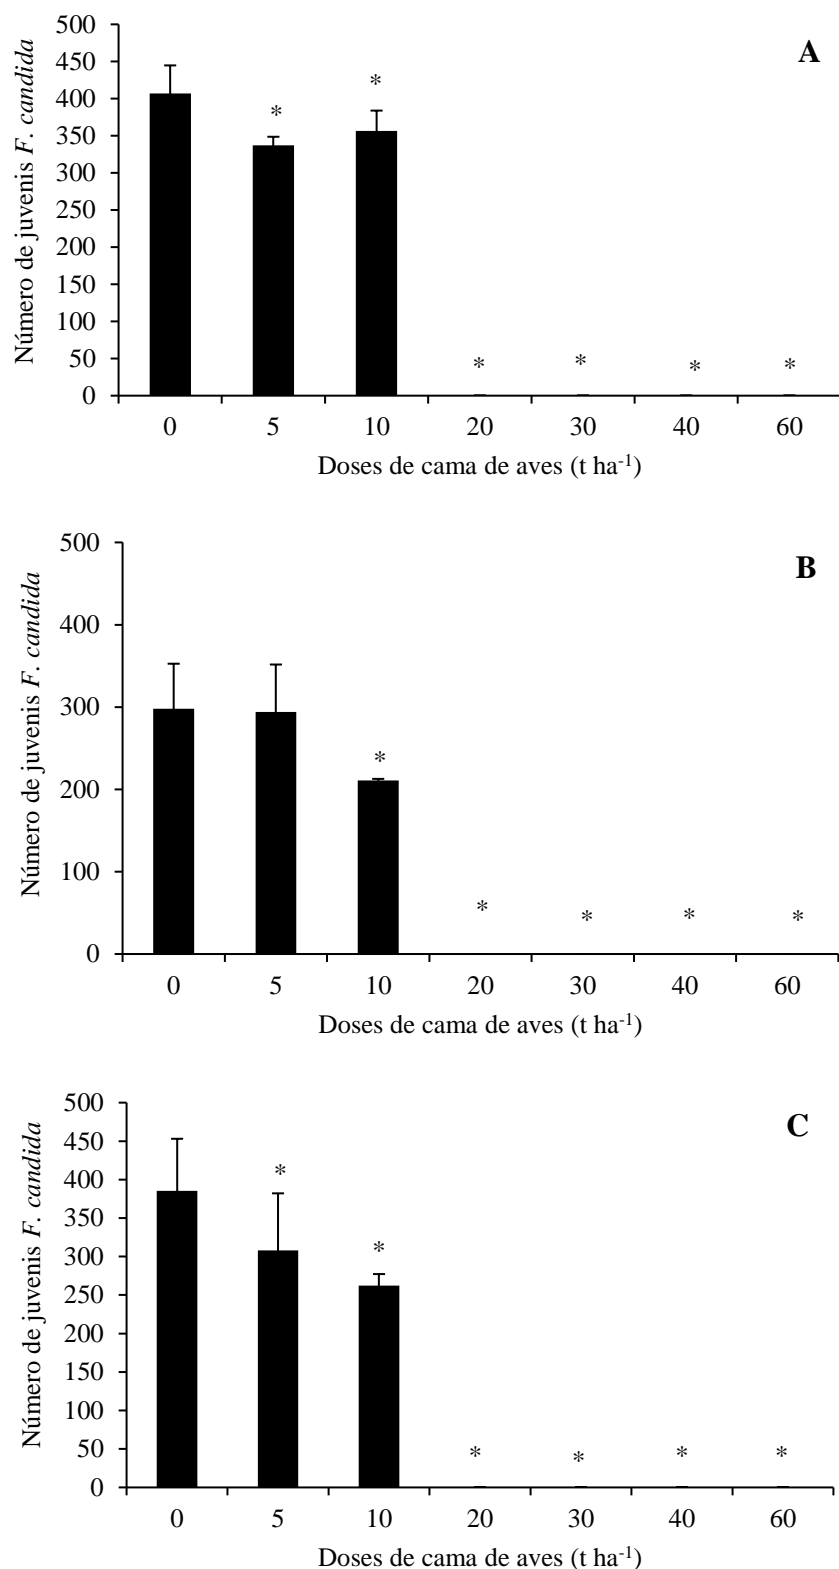 A
Número de juvenis F. candida
500
450
400
350
300
250
200
150
100
50
0
* * * * * *
0 5 10 20 30 40 60
Doses de cama de aves (t ha⁻¹)
B
Número de juvenis F. candida
500
400
300
200
100
0
* * * * *
0 5 10 20 30 40 60
Doses de cama de aves (t ha⁻¹)
C
Número de juvenis F. candida
500
450
400
350
300
250
200
150
100
50
0
* * * * * *
0 5 10 20 30 40 60
Doses de cama de aves (t ha⁻¹)